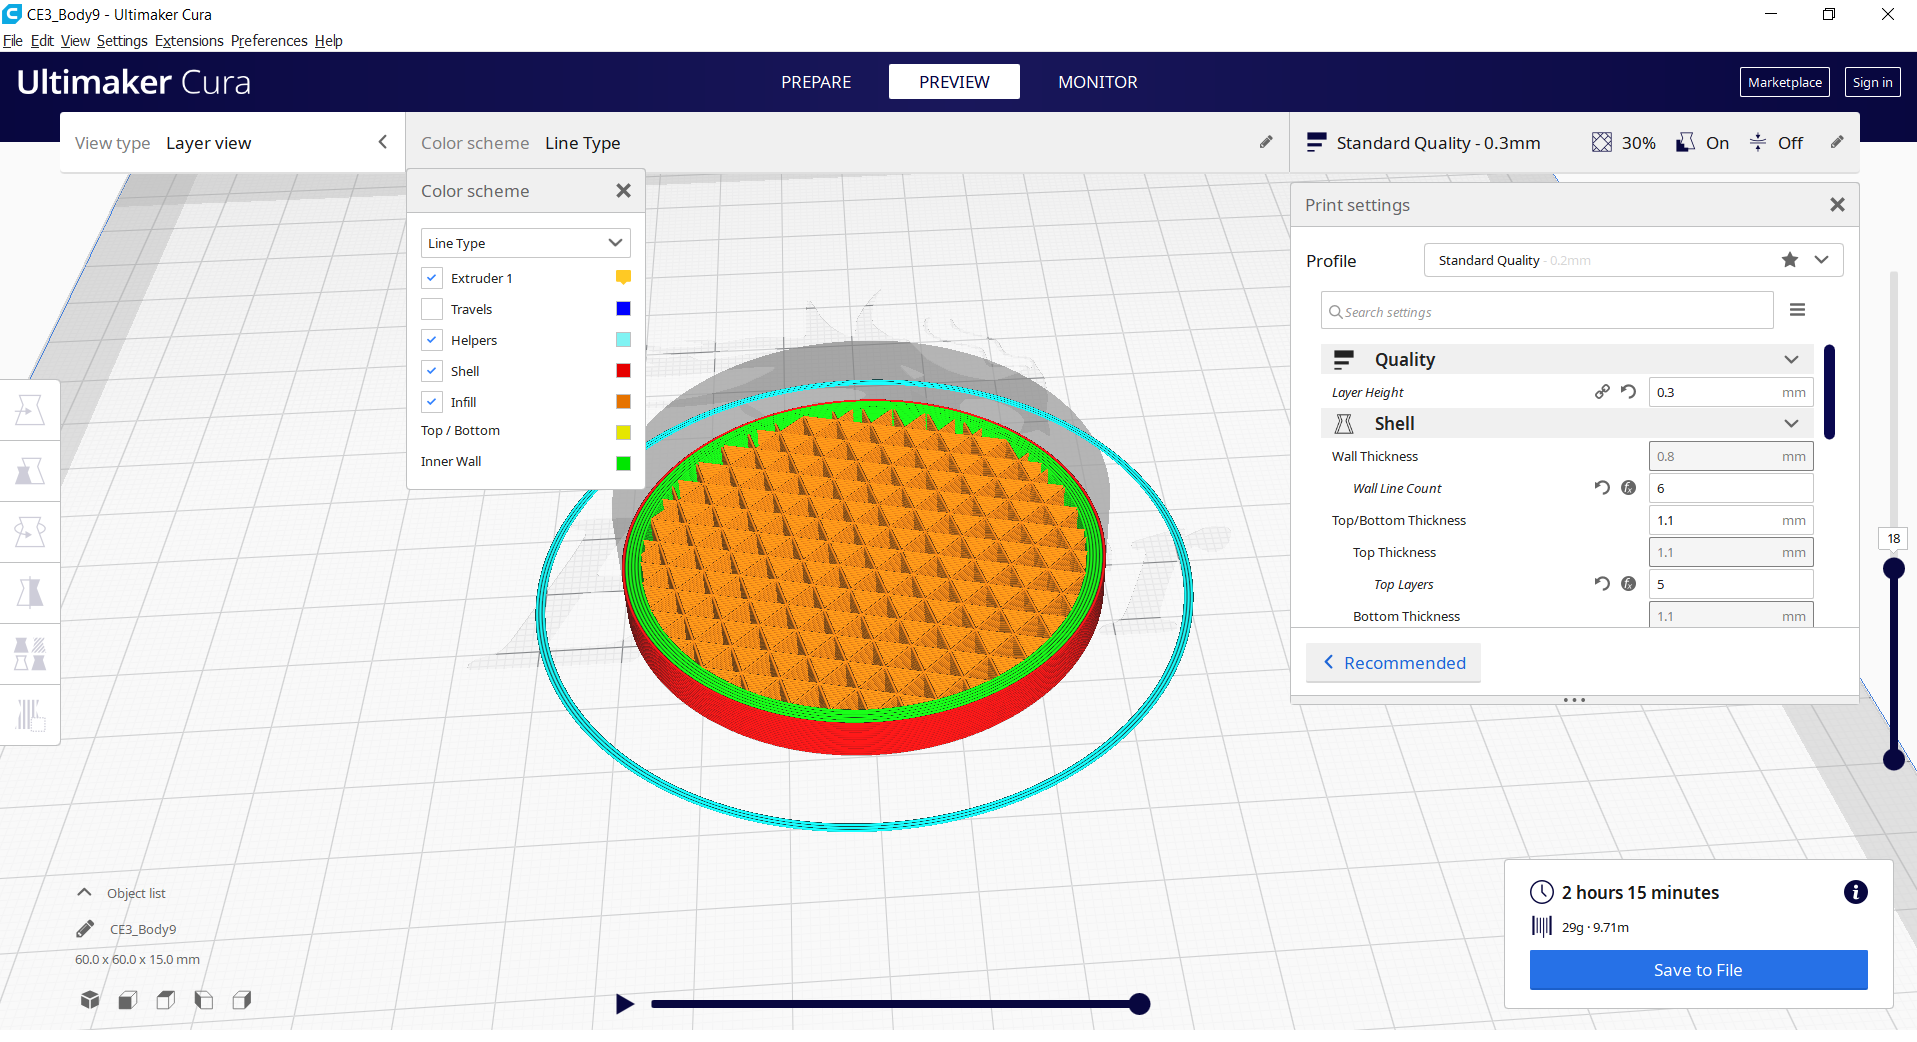 CE3_Body9 - Ultimaker Cura
File Edit View Settings Extensions Preferences Help
Ultimaker Cura
PREPARE
PREVIEW
MONITOR
Marketplace
Sign in
View type Layer view
Color scheme Line Type
Standard Quality - 0.3mm
30%
On
Off
Color scheme
Line Type
Extruder 1
Travels
Helpers
Shell
Infill
Top / Bottom
Inner Wall
Print settings
Profile
Standard Quality - 0.2mm
Search settings
Quality
Layer Height 0.3 mm
Shell
Wall Thickness 0.8 mm
Wall Line Count 6
Top/Bottom Thickness 1.1 mm
Top Thickness 1.1 mm
Top Layers 5
Bottom Thickness 1.1 mm
Recommended
18
Object list
CE3_Body9
60.0 x 60.0 x 15.0 mm
2 hours 15 minutes
29g · 9.71m
Save to File